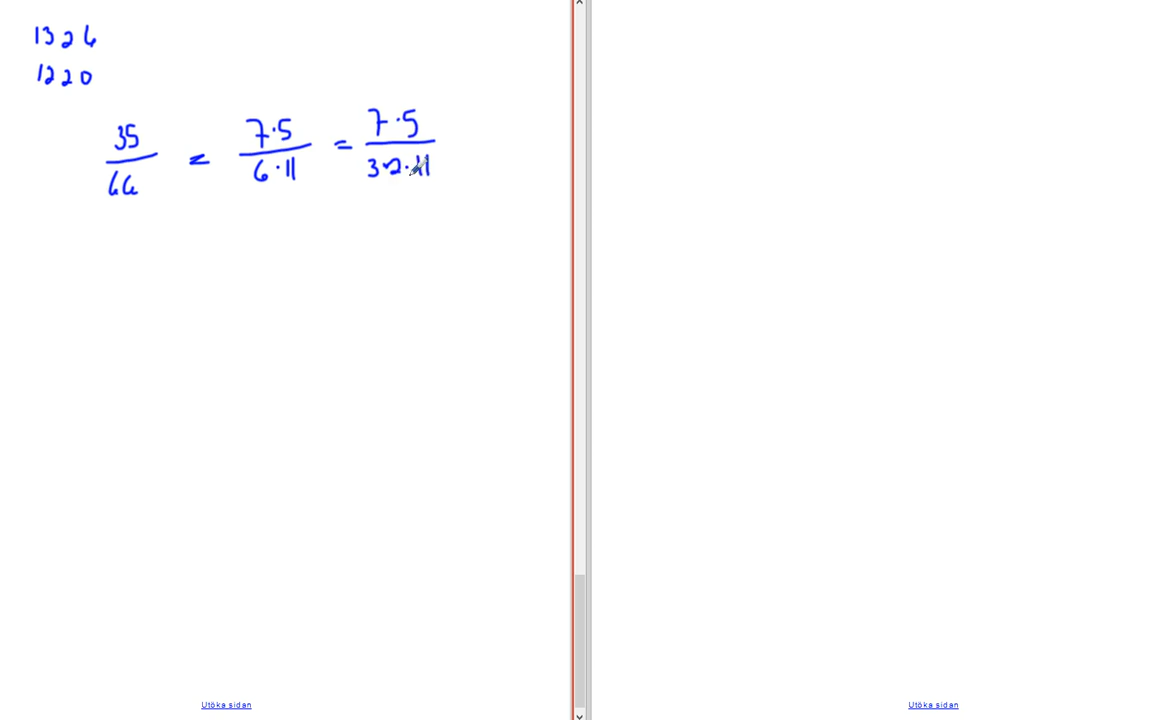 1326
1220
35/66 = 7·5/6·11 = 7·5/3·2·11
Utöka sidan
Utöka sidan